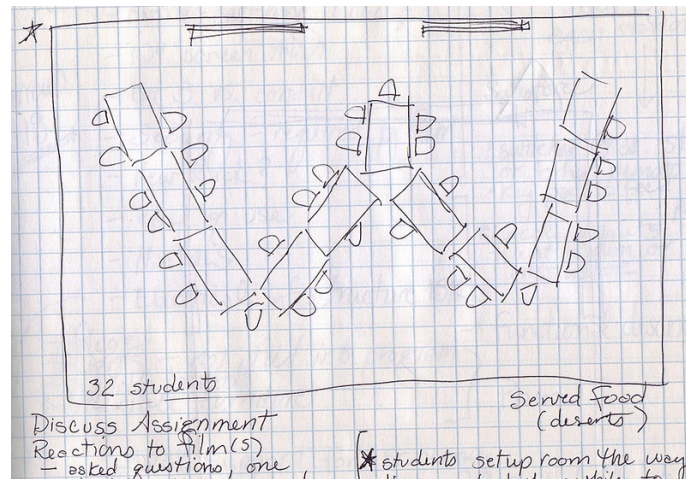 32 students
Served food
(deserts)
Discuss Assignment
Reactions to film(s)
— asked questions, one
* students setup room the way